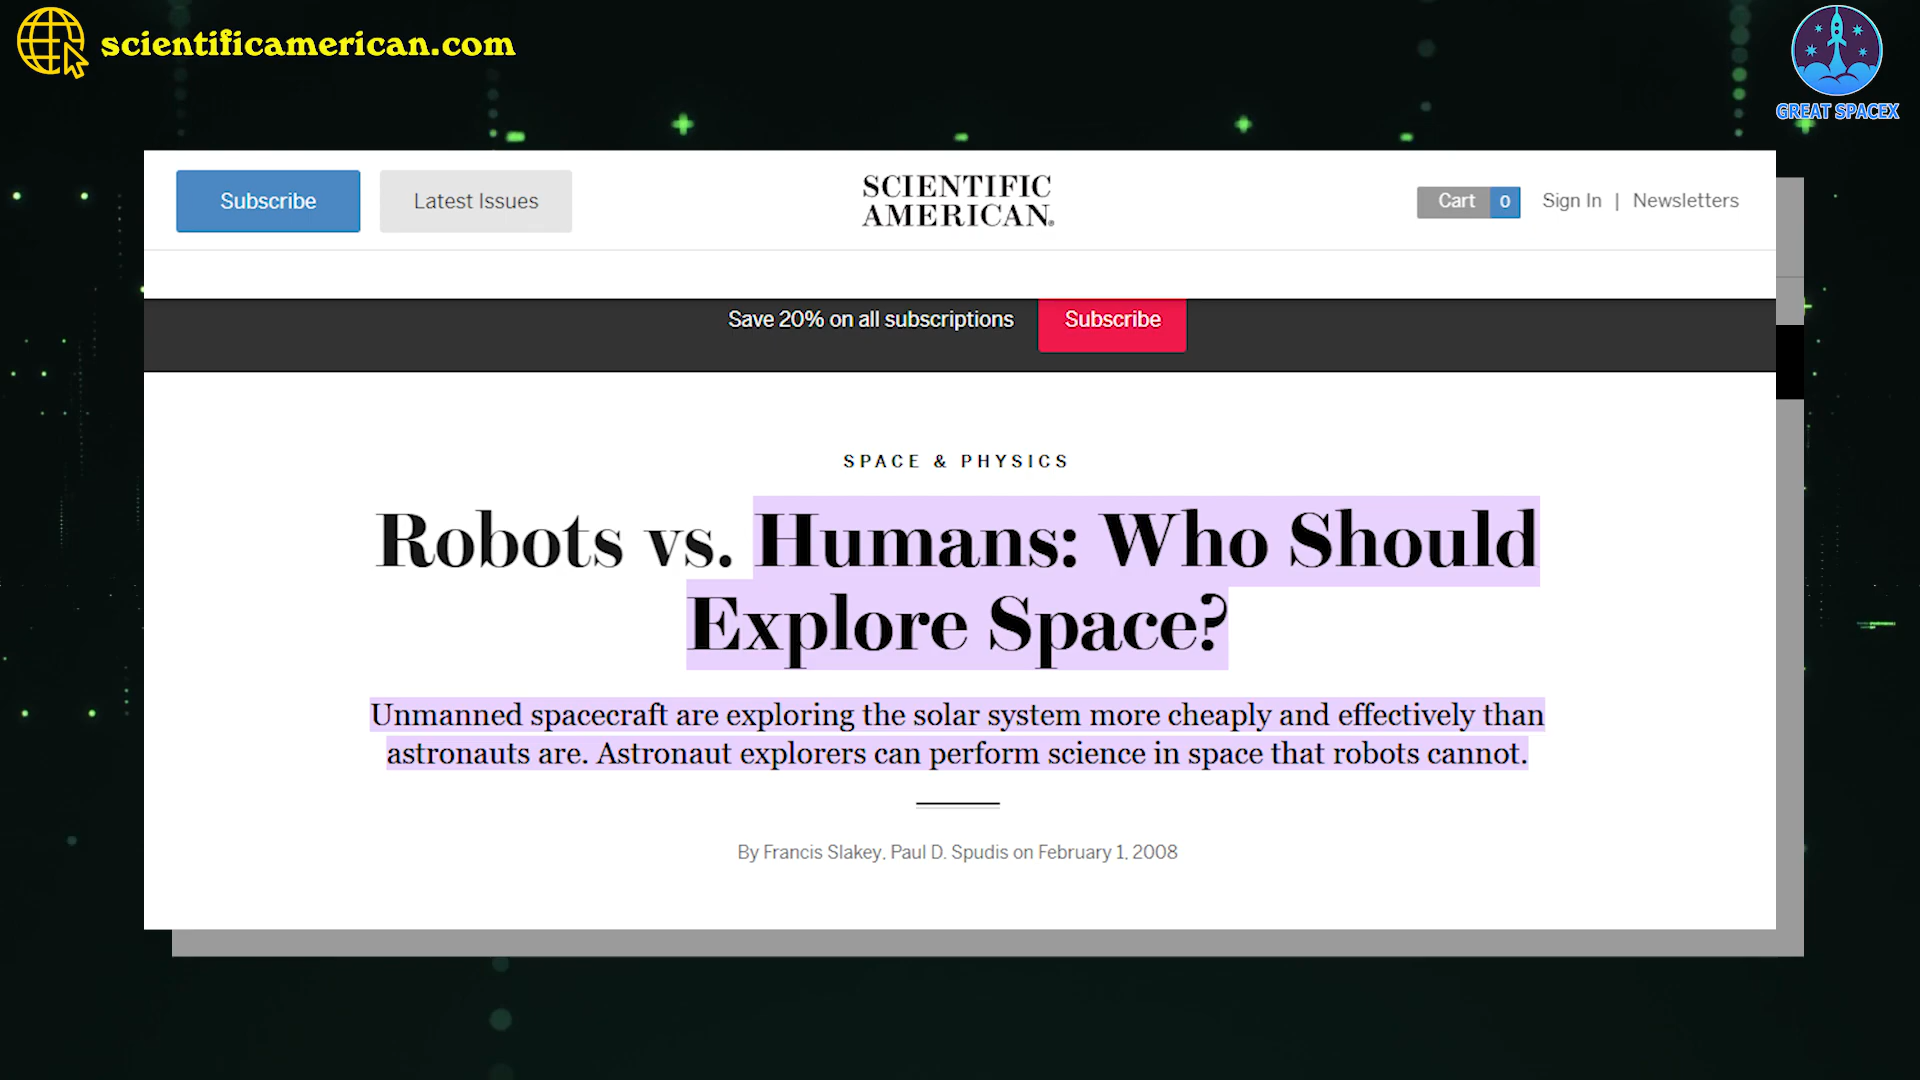 scientificamerican.com
GREAT SPACEX
Subscribe
Latest Issues
SCIENTIFIC
AMERICAN®
Cart 0
Sign In | Newsletters
Save 20% on all subscriptions
Subscribe
SPACE & PHYSICS
Robots vs. Humans: Who Should
Explore Space?
Unmanned spacecraft are exploring the solar system more cheaply and effectively than
astronauts are. Astronaut explorers can perform science in space that robots cannot.
By Francis Slakey, Paul D. Spudis on February 1, 2008